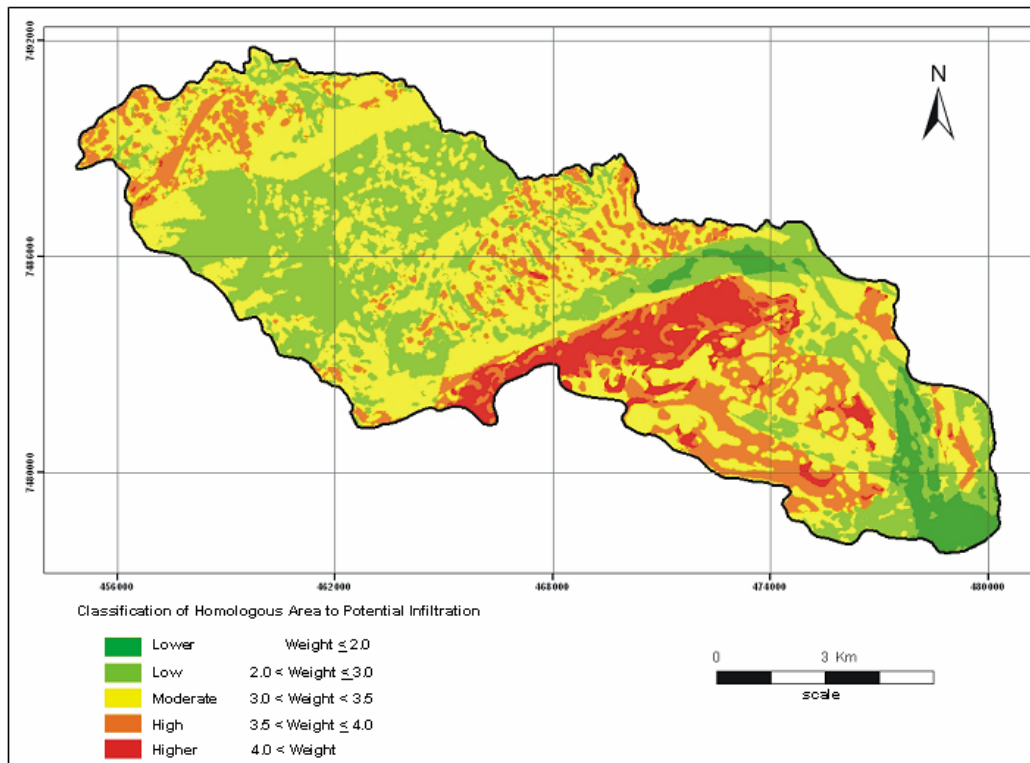 7492000
N
7486000
7480000
456000 462000 468000 474000 480000
Classification of Homologous Area to Potential Infiltration
Lower Weight ≤ 2.0
Low 2.0 < Weight ≤ 3.0
Moderate 3.0 < Weight < 3.5
High 3.5 < Weight ≤ 4.0
Higher 4.0 < Weight
0 3 Km
scale